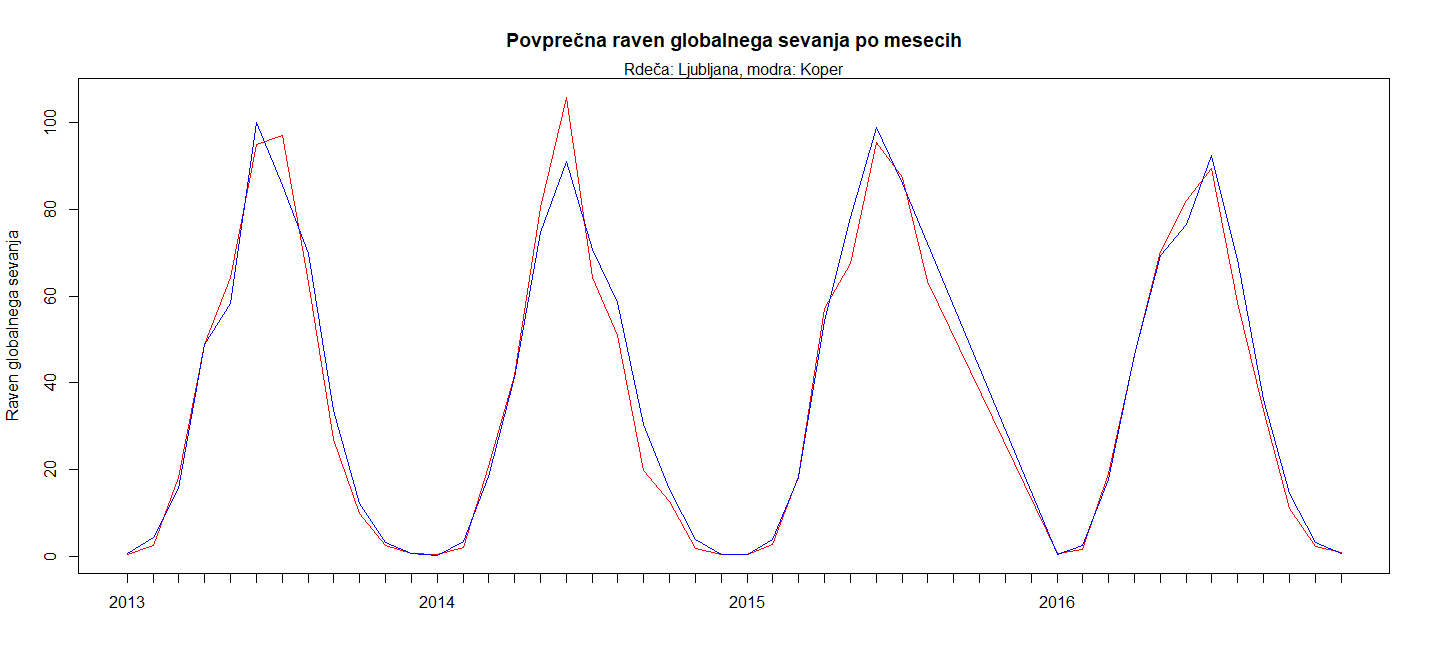 Povprečna raven globalnega sevanja po mesecih
Rdeča: Ljubljana, modra: Koper
Raven globalnega sevanja
100
80
60
40
20
0
2013 2014 2015 2016